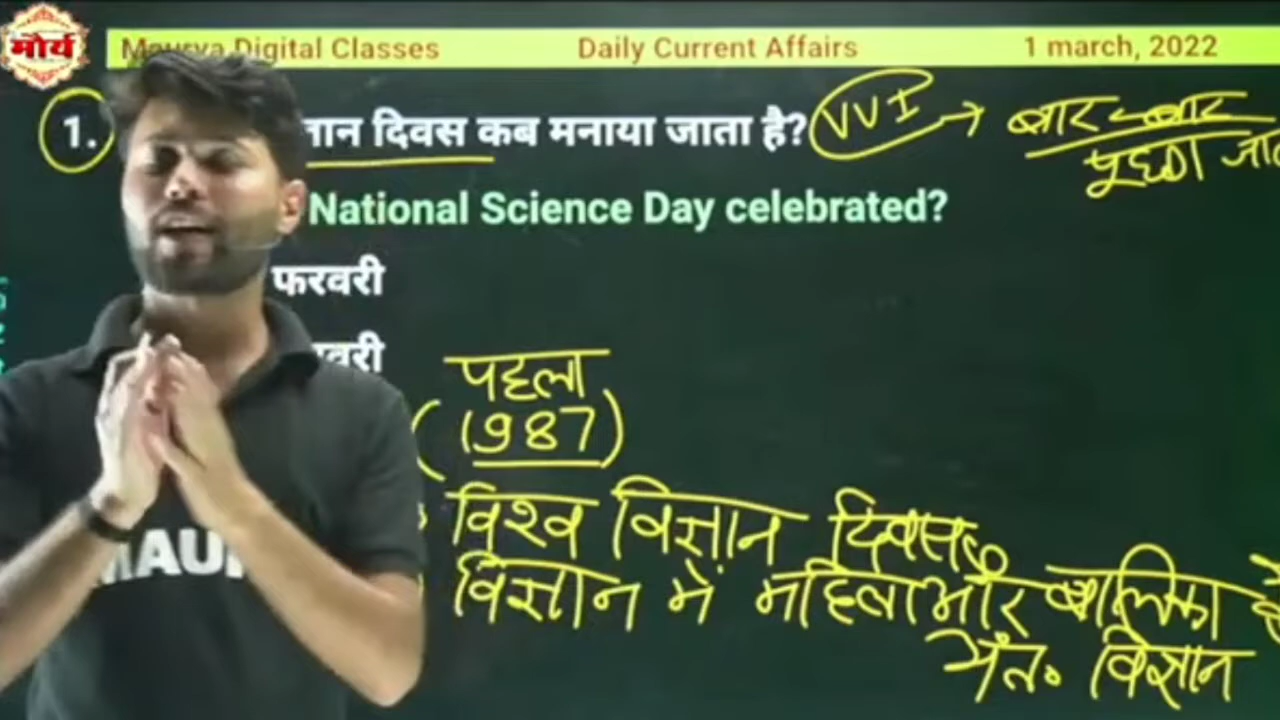 मौर्य
Maurya Digital Classes Daily Current Affairs 1 march, 2022
1. दिवस कब मनाया जाता है? VVI → बार-बार
पूछा
National Science Day celebrated?
फरवरी
पहला
(1987)
विश्व विज्ञान दिवस
विज्ञान में महिला और बालिका
अंत. विज्ञान
MAU